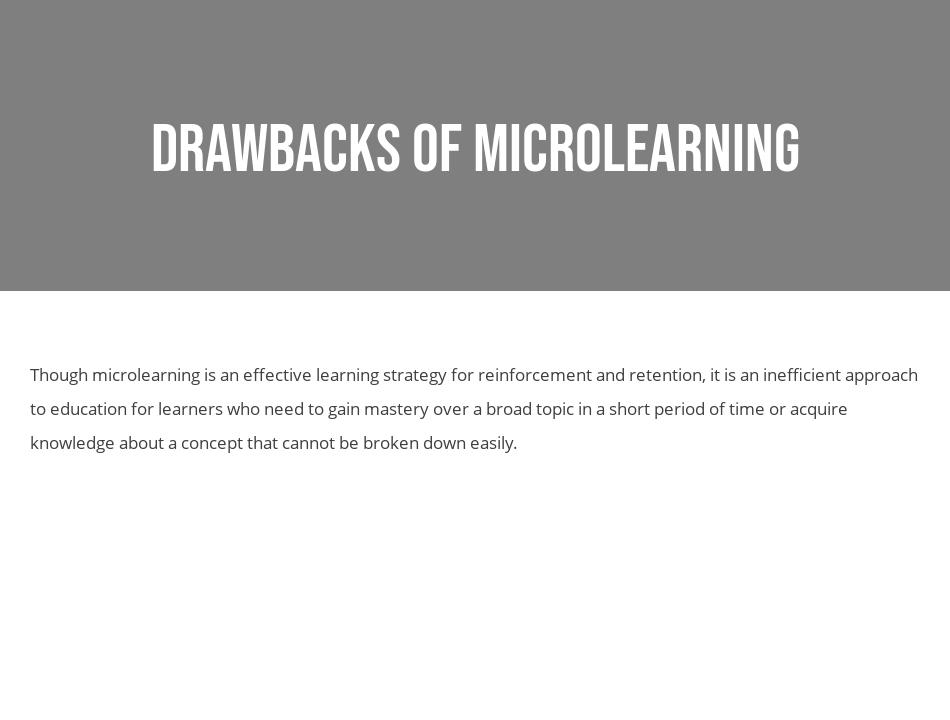 DRAWBACKS OF MICROLEARNING
Though microlearning is an effective learning strategy for reinforcement and retention, it is an inefficient approach
to education for learners who need to gain mastery over a broad topic in a short period of time or acquire
knowledge about a concept that cannot be broken down easily.